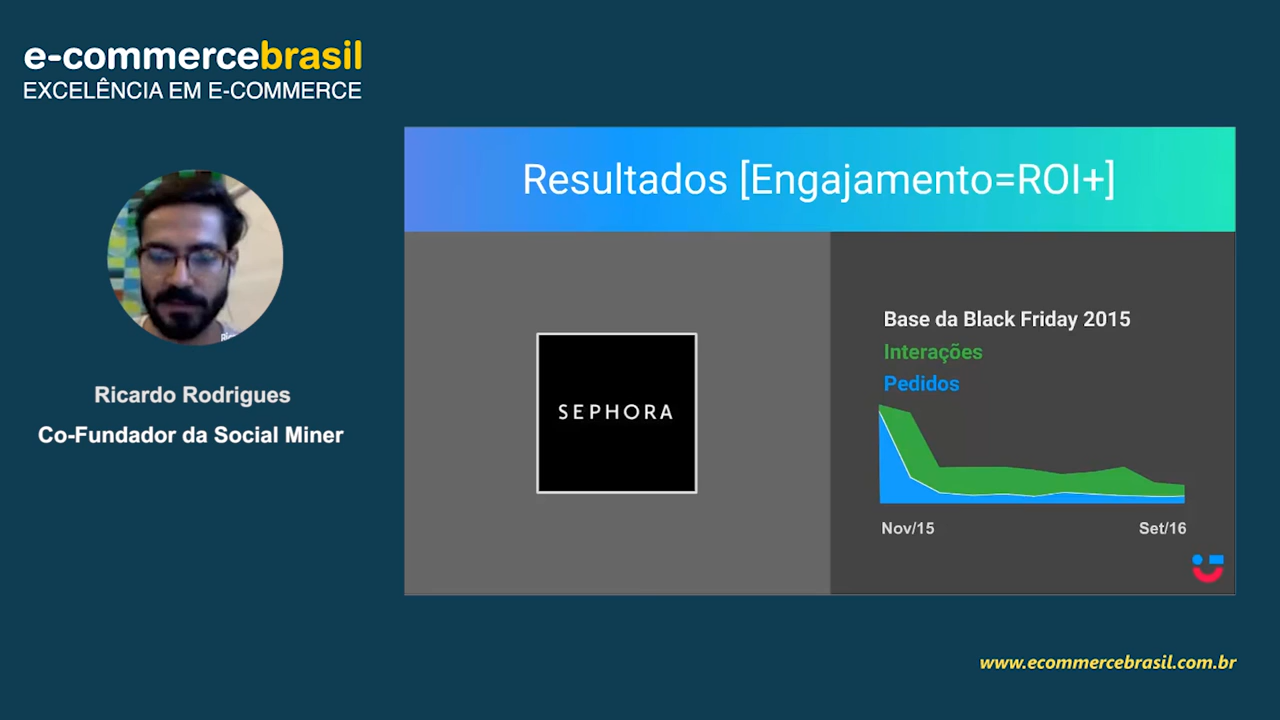 e-commercebrasil
EXCELÊNCIA EM E-COMMERCE
Resultados [Engajamento=ROI+]
SEPHORA
Base da Black Friday 2015
Interações
Pedidos
Nov/15
Set/16
Ricardo Rodrigues
Co-Fundador da Social Miner
www.ecommercebrasil.com.br